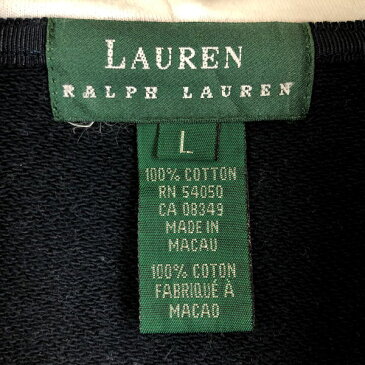 LAUREN
RALPH LAUREN
L
100% COTTON
RN 54050
CA 08349
MADE IN
MACAU
100% COTON
FABRIQUÉ À
MACAO